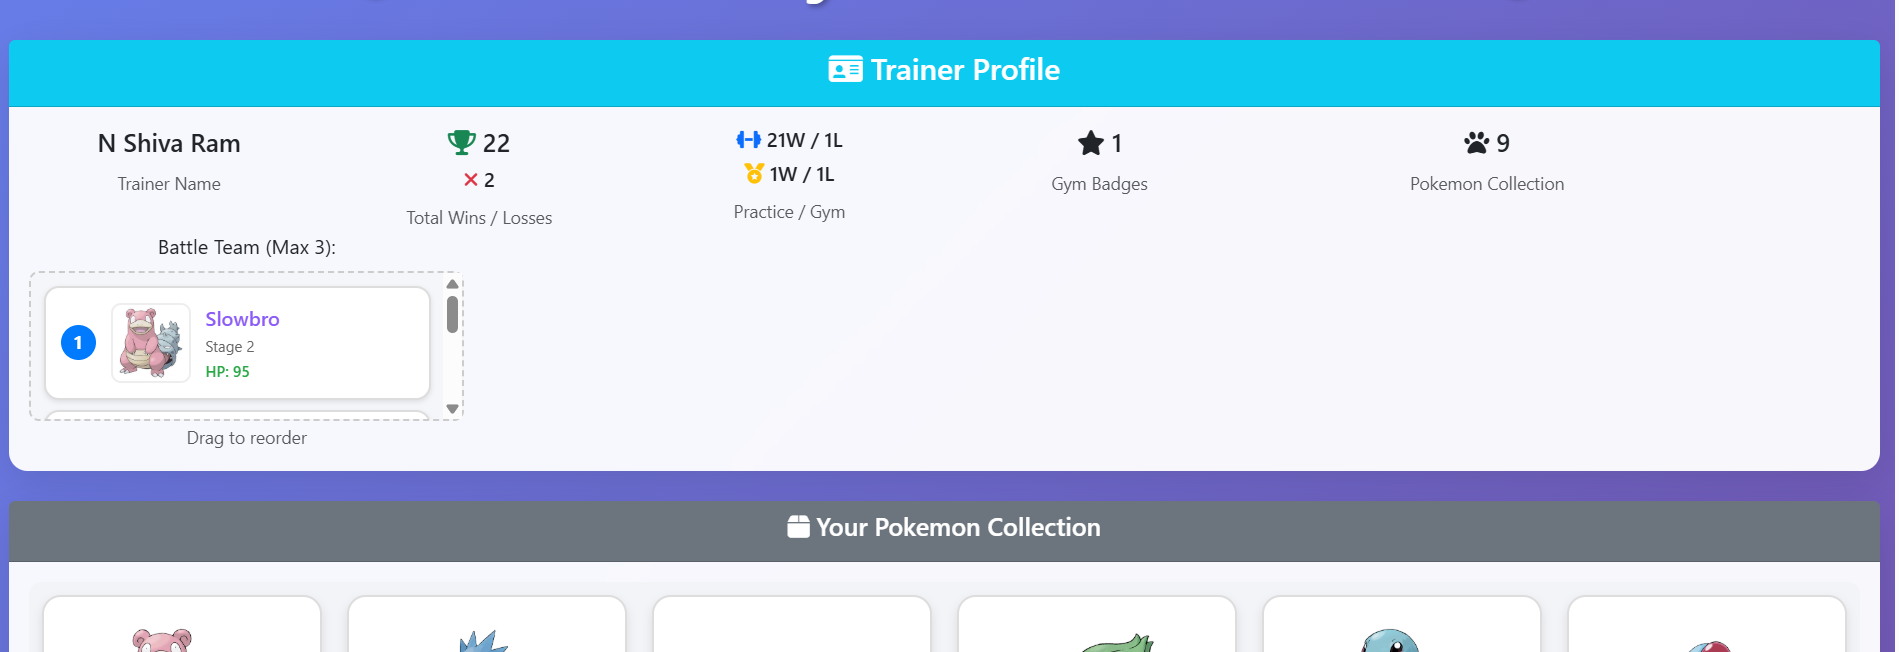 Trainer Profile
N Shiva Ram
Trainer Name
22
2
Total Wins / Losses
21W / 1L
1W / 1L
Practice / Gym
1
Gym Badges
9
Pokemon Collection
Battle Team (Max 3):
1
Slowbro
Stage 2
HP: 95
Drag to reorder
Your Pokemon Collection